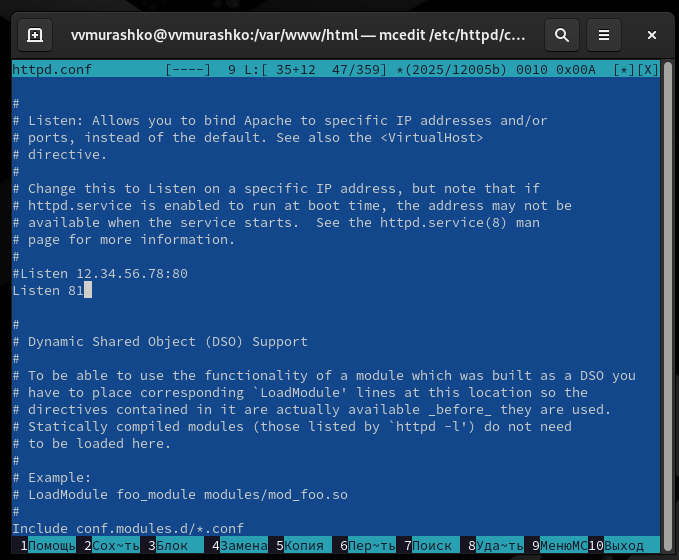 vvmurashko@vvmurashko:/var/www/html — mcedit /etc/httpd/c...
httpd.conf [----] 9 L:[ 35+12 47/359] *(2025/12005b) 0010 0x00A [*][X]
#
# Listen: Allows you to bind Apache to specific IP addresses and/or
# ports, instead of the default. See also the <VirtualHost>
# directive.
#
# Change this to Listen on a specific IP address, but note that if
# httpd.service is enabled to run at boot time, the address may not be
# available when the service starts.  See the httpd.service(8) man
# page for more information.
#
#Listen 12.34.56.78:80
Listen 81
#
# Dynamic Shared Object (DSO) Support
#
# To be able to use the functionality of a module which was built as a DSO you
# have to place corresponding `LoadModule' lines at this location so the
# directives contained in it are actually available _before_ they are used.
# Statically compiled modules (those listed by `httpd -l') do not need
# to be loaded here.
#
# Example:
# LoadModule foo_module modules/mod_foo.so
#
Include conf.modules.d/*.conf
1Помощь 2Сох~ть 3Блок 4Замена 5Копия 6Пер~ть 7Поиск 8Уда~ть 9МенюMC 10Выход